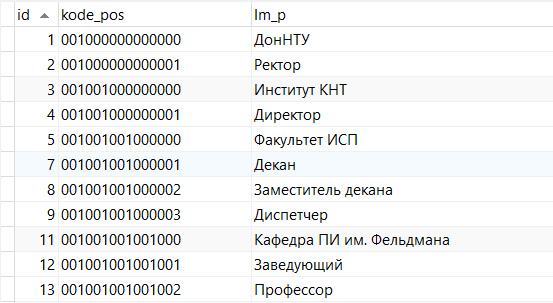 id kode_pos Im_p
1 001000000000000 ДонНТУ
2 001000000000001 Ректор
3 001001000000000 Институт КНТ
4 001001000000001 Директор
5 001001001000000 Факультет ИСП
7 001001001000001 Декан
8 001001001000002 Заместитель декана
9 001001001000003 Диспетчер
11 001001001001000 Кафедра ПИ им. Фельдмана
12 001001001001001 Заведующий
13 001001001001002 Профессор